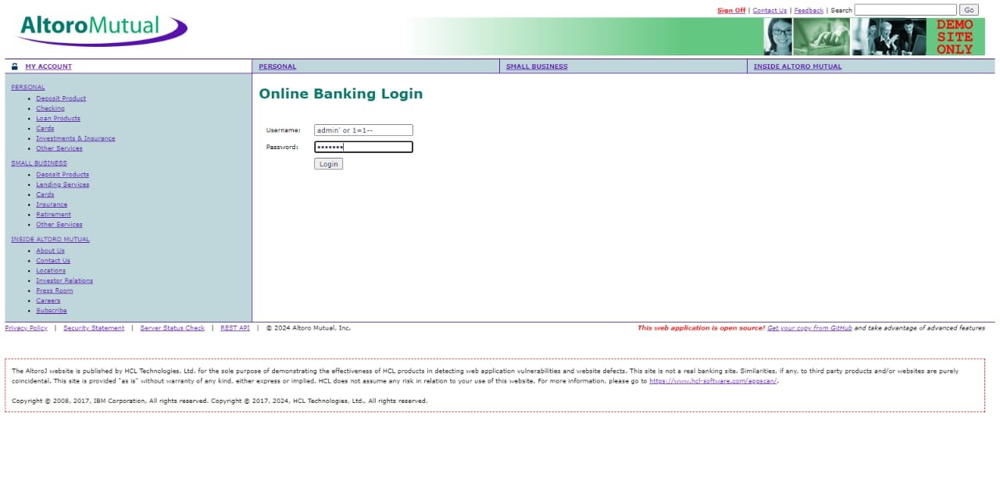 Sign Off | Contact Us | Feedback | Search Go
AltoroMutual
DEMO
SITE
ONLY
MY ACCOUNT PERSONAL SMALL BUSINESS INSIDE ALTORO MUTUAL
PERSONAL
• Deposit Product
• Checking
• Loan Products
• Cards
• Investments & Insurance
• Other Services
SMALL BUSINESS
• Deposit Products
• Lending Services
• Cards
• Insurance
• Retirement
• Other Services
INSIDE ALTORO MUTUAL
• About Us
• Contact Us
• Locations
• Investor Relations
• Press Room
• Careers
• Subscribe
Online Banking Login
Username: admin' or 1=1--
Password: •••••••
Login
Privacy Policy | Security Statement | Server Status Check | REST API | © 2024 Altoro Mutual, Inc. This web application is open source! Get your copy from GitHub and take advantage of advanced features
The AltoroJ website is published by HCL Technologies, Ltd. for the sole purpose of demonstrating the effectiveness of HCL products in detecting web application vulnerabilities and website defects. This site is not a real banking site. Similarities, if any, to third party products and/or websites are purely
coincidental. This site is provided "as is" without warranty of any kind, either express or implied. HCL does not assume any risk in relation to your use of this website. For more information, please go to https://www.hcl-software.com/appscan/.
Copyright © 2008, 2017, IBM Corporation, All rights reserved. Copyright © 2017, 2024, HCL Technologies, Ltd., All rights reserved.